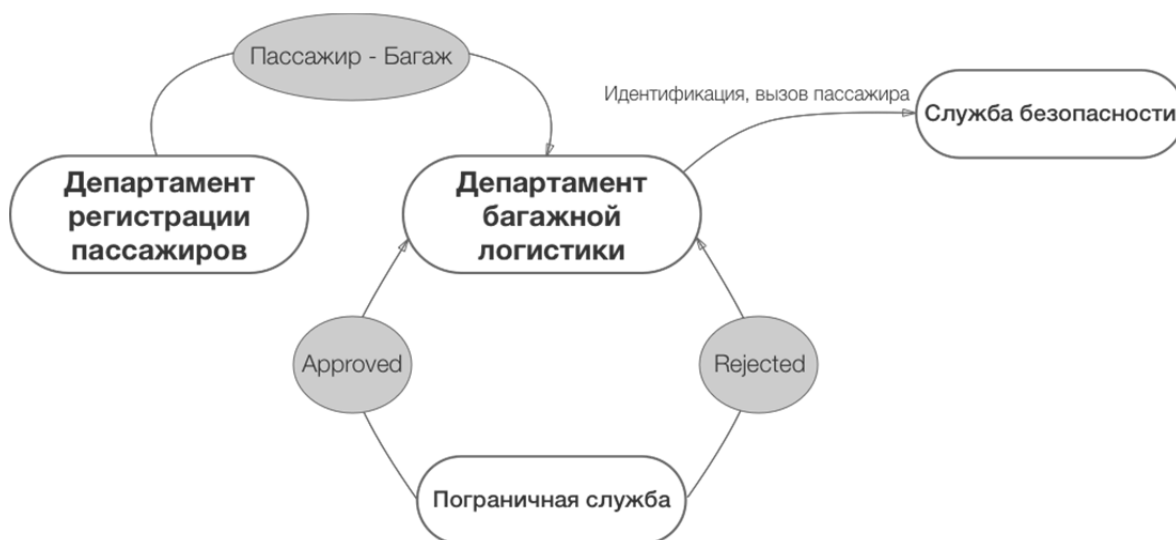 Пассажир - Багаж
Идентификация, вызов пассажира
Служба безопасности
Департамент
регистрации
пассажиров
Департамент
багажной
логистики
Approved
Rejected
Пограничная служба